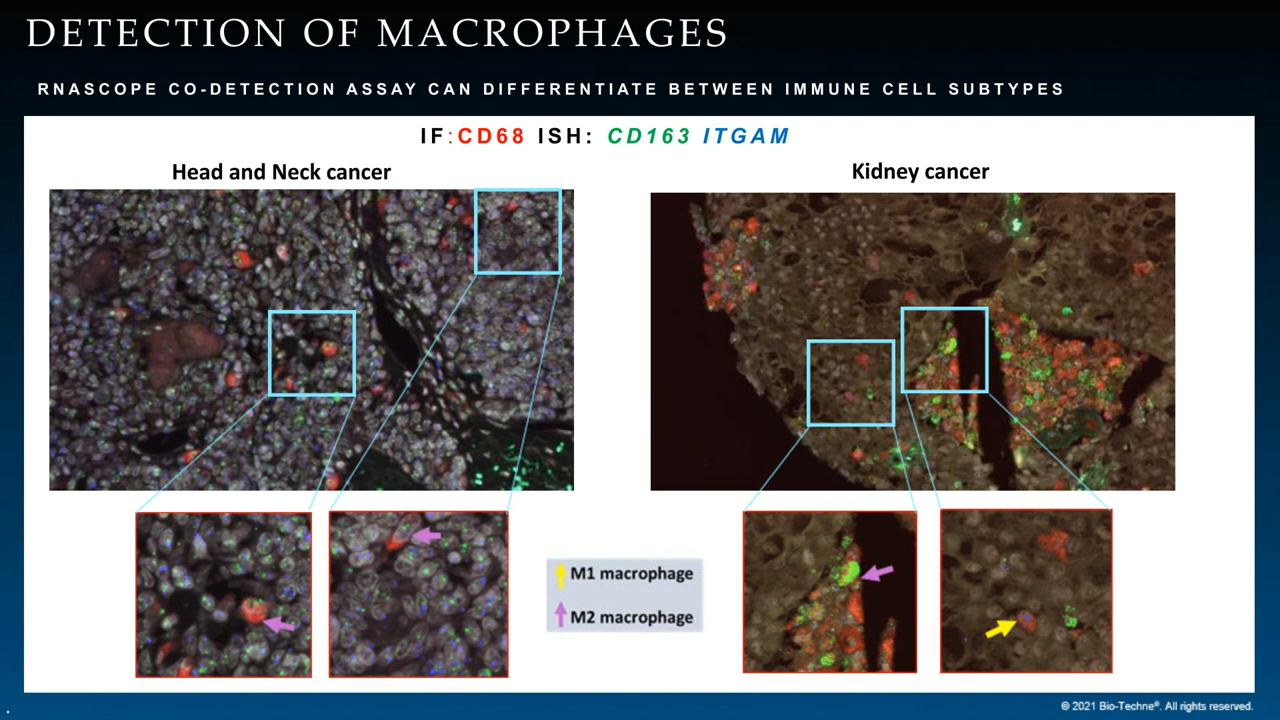 DETECTION OF MACROPHAGES
RNASCOPE CO-DETECTION ASSAY CAN DIFFERENTIATE BETWEEN IMMUNE CELL SUBTYPES
IF:CD68 ISH: CD163 ITGAM
Head and Neck cancer
Kidney cancer
M1 macrophage
M2 macrophage
© 2021 Bio-Techne®. All rights reserved.
.